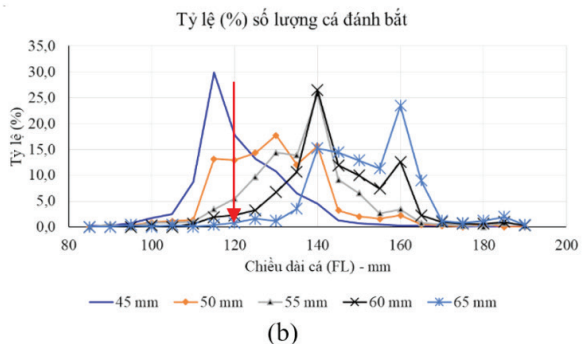 Tỷ lệ (%) số lượng cá đánh bắt
Tỷ lệ (%)
35,0
30,0
25,0
20,0
15,0
10,0
5,0
0,0
80 100 120 140 160 180 200
Chiều dài cá (FL) - mm
45 mm 50 mm 55 mm 60 mm 65 mm
(b)